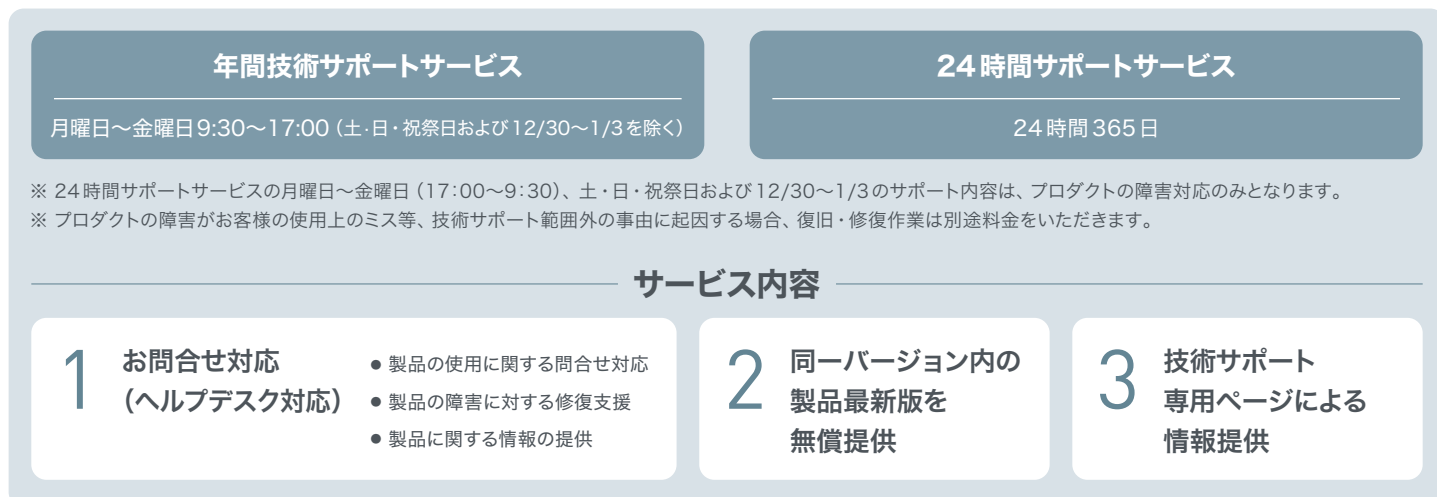 年間技術サポートサービス
月曜日～金曜日9:30～17:00（土・日・祝祭日および12/30～1/3を除く）
24時間サポートサービス
24時間365日
※ 24時間サポートサービスの月曜日～金曜日（17：00～9：30）、土・日・祝祭日および12/30～1/3のサポート内容は、プロダクトの障害対応のみとなります。
※ プロダクトの障害がお客様の使用上のミス等、技術サポート範囲外の事由に起因する場合、復旧・修復作業は別途料金をいただきます。
サービス内容
1
お問合せ対応
（ヘルプデスク対応）
● 製品の使用に関する問合せ対応
● 製品の障害に対する修復支援
● 製品に関する情報の提供
2
同一バージョン内の
製品最新版を
無償提供
3
技術サポート
専用ページによる
情報提供